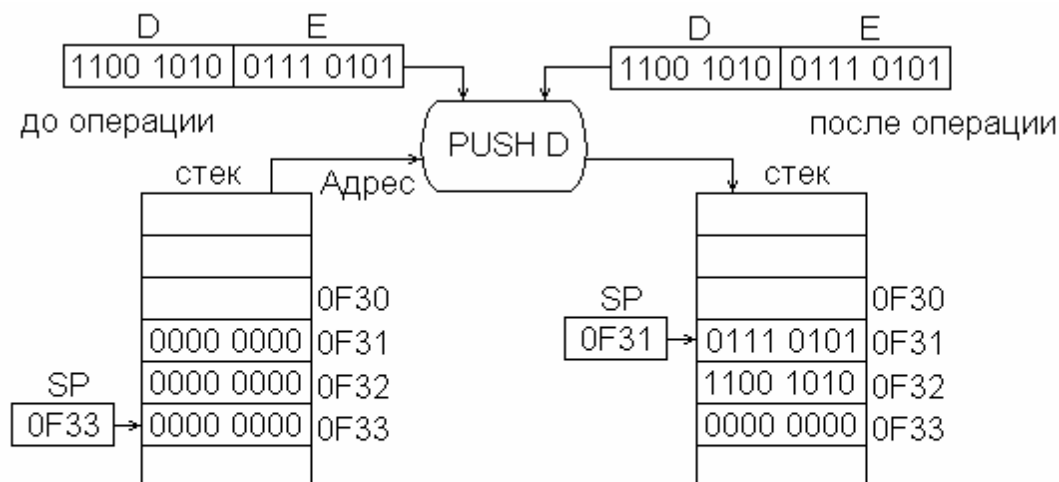 D E D E
1100 1010 0111 0101 1100 1010 0111 0101
до операции PUSH D после операции
стек Адрес стек
0F30 SP 0F30
0000 0000 0F31 0F31 0111 0101 0F31
SP 0000 0000 0F32 1100 1010 0F32
0F33 0000 0000 0F33 0000 0000 0F33